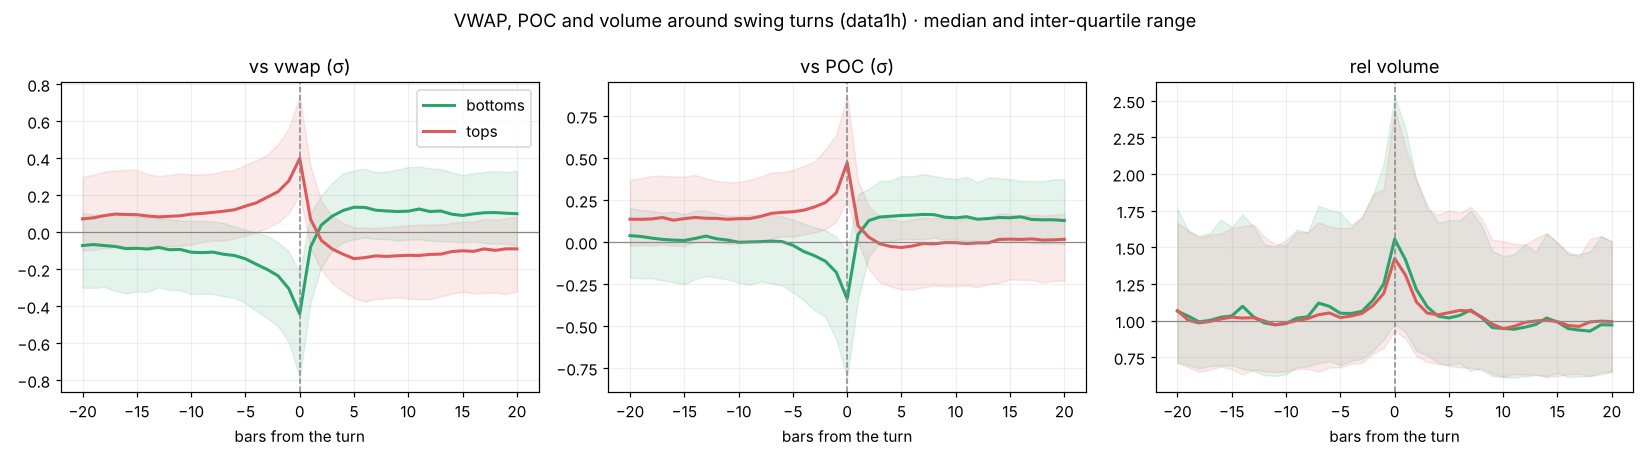 VWAP, POC and volume around swing turns (data1h) · median and inter-quartile range
vs vwap (σ)
0.8
0.6
0.4
0.2
0.0
−0.2
−0.4
−0.6
−0.8
bottoms
tops
−20 −15 −10 −5 0 5 10 15 20
bars from the turn
vs POC (σ)
0.75
0.50
0.25
0.00
−0.25
−0.50
−0.75
−20 −15 −10 −5 0 5 10 15 20
bars from the turn
rel volume
2.50
2.25
2.00
1.75
1.50
1.25
1.00
0.75
−20 −15 −10 −5 0 5 10 15 20
bars from the turn